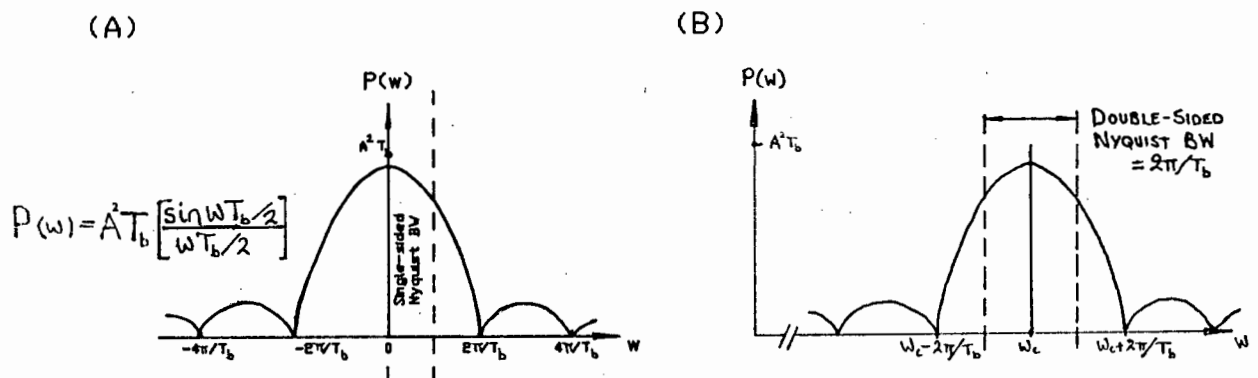 (A)
P(w)
A²T_b
P(w) = A²T_b [sin wT_b/2 / wT_b/2]
Single-sided
Nyquist BW
-4π/T_b -2π/T_b 0 2π/T_b 4π/T_b w
(B)
P(w)
A²T_b
DOUBLE-SIDED
NYQUIST BW
= 2π/T_b
w_c-2π/T_b w_c w_c+2π/T_b w